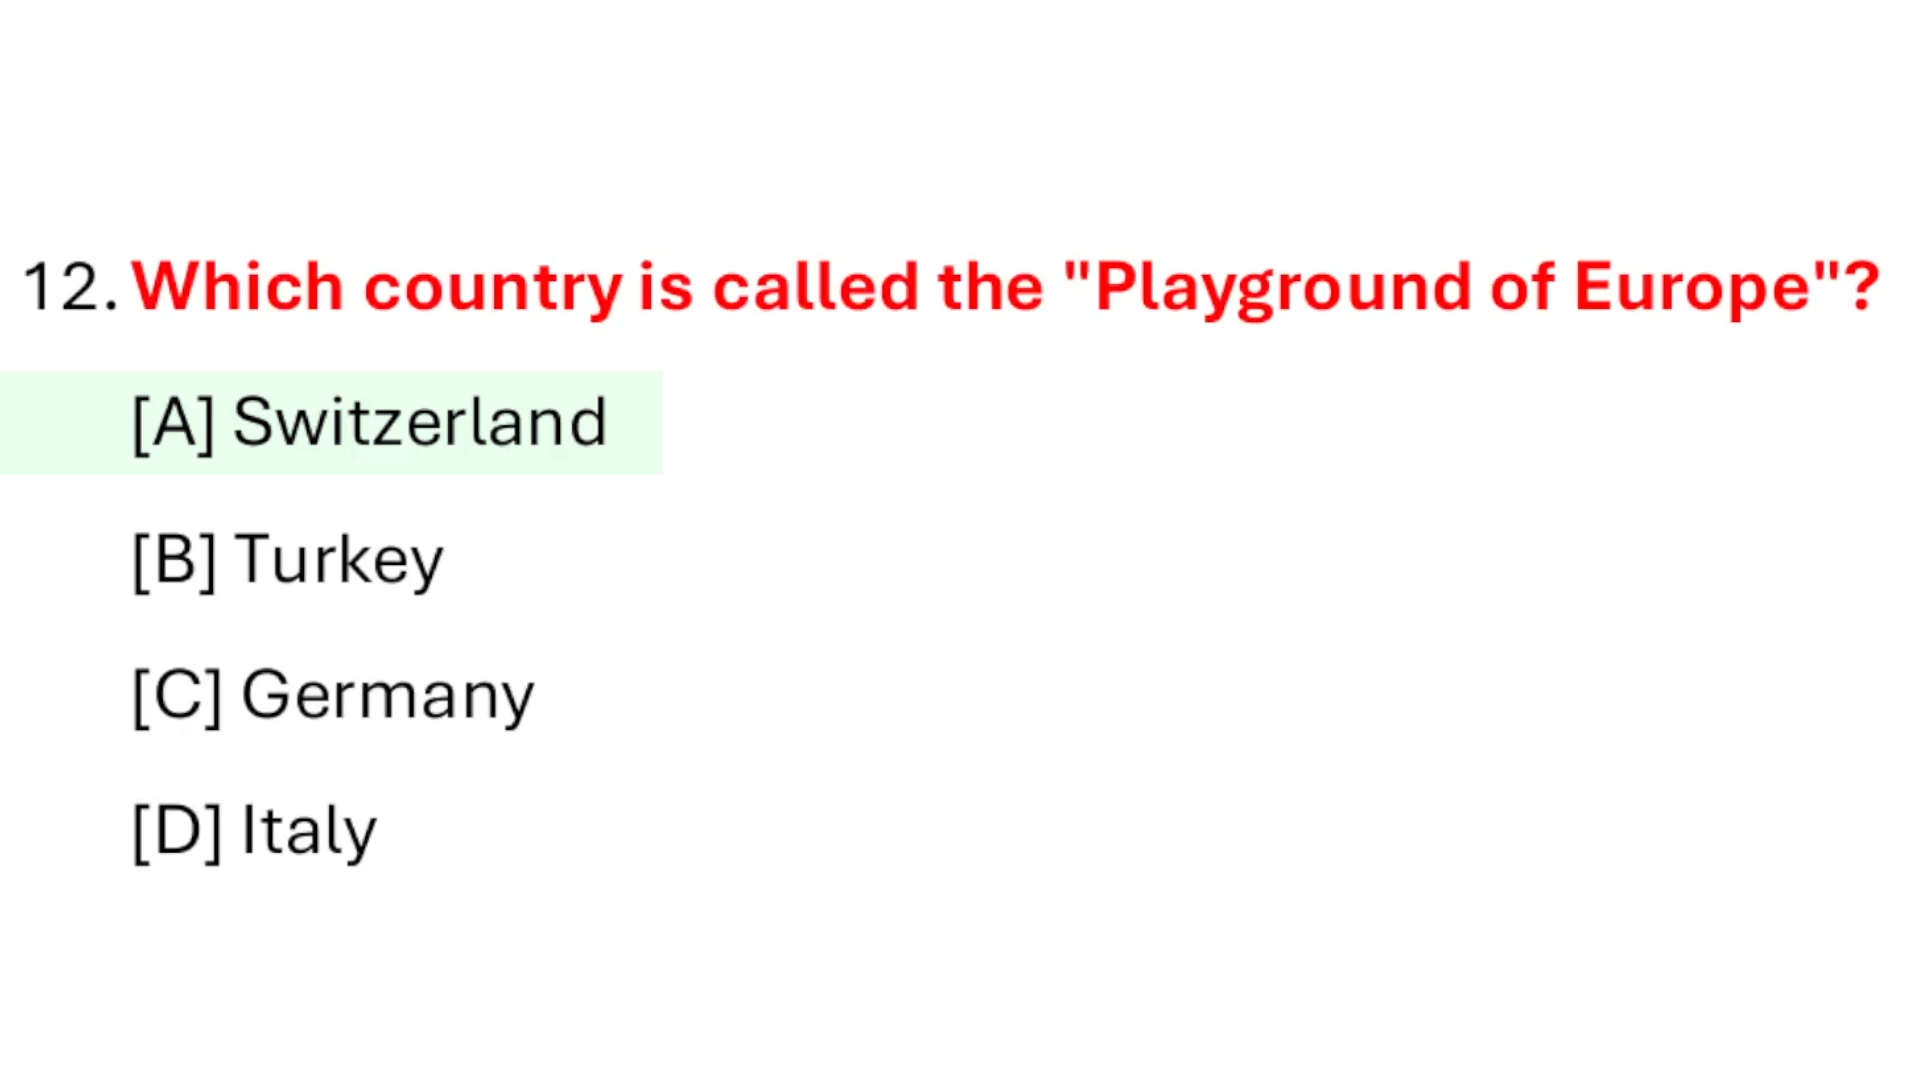 12. Which country is called the "Playground of Europe"?
[A] Switzerland
[B] Turkey
[C] Germany
[D] Italy